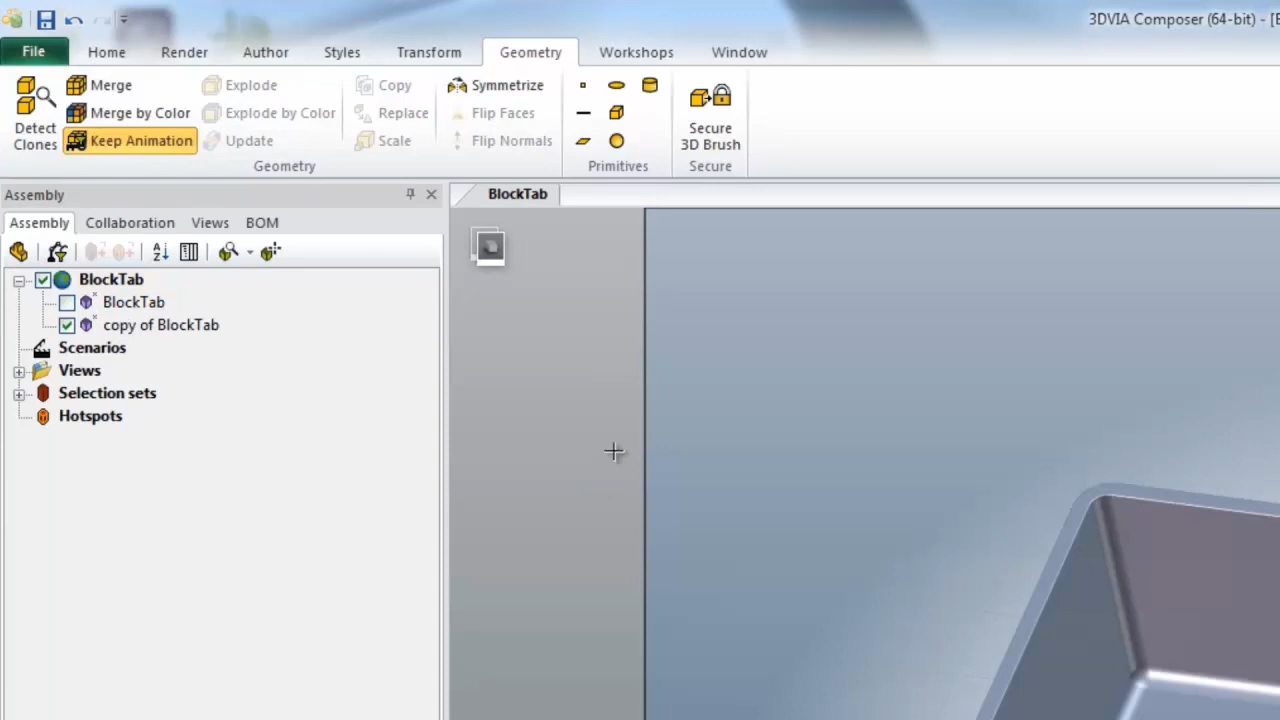 3DVIA Composer (64-bit) - [
File Home Render Author Styles Transform Geometry Workshops Window
Merge Explode Copy Symmetrize
Merge by Color Explode by Color Replace Flip Faces
Detect Clones Keep Animation Update Scale Flip Normals Secure 3D Brush
Geometry Primitives Secure
Assembly BlockTab
Assembly Collaboration Views BOM
BlockTab
BlockTab
copy of BlockTab
Scenarios
Views
Selection sets
Hotspots